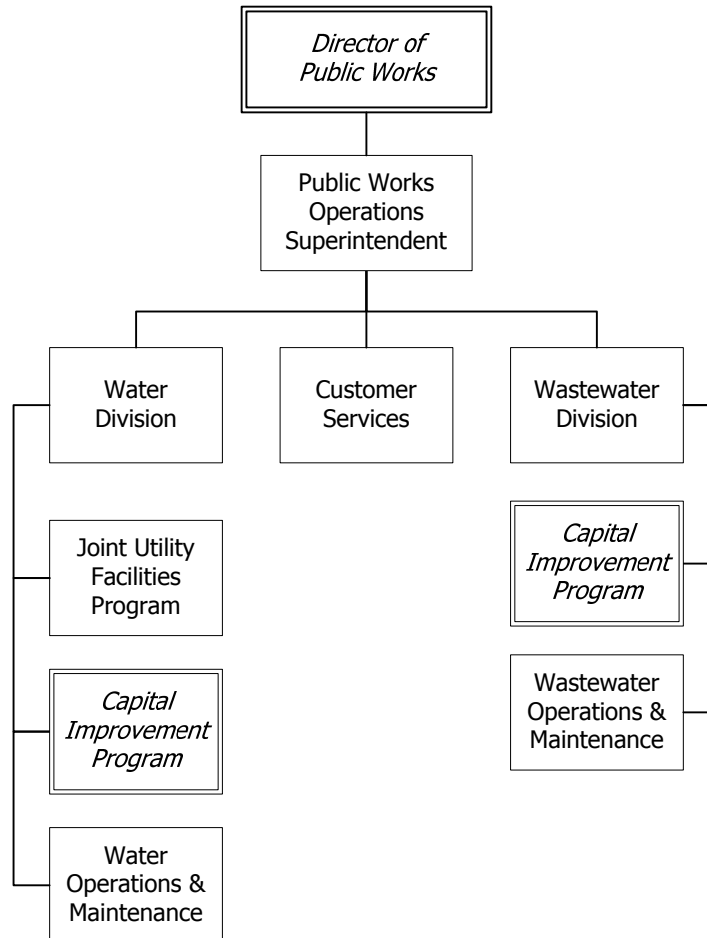 Director of
Public Works
Public Works
Operations
Superintendent
Water
Division
Customer
Services
Wastewater
Division
Joint Utility
Facilities
Program
Capital
Improvement
Program
Water
Operations &
Maintenance
Capital
Improvement
Program
Wastewater
Operations &
Maintenance